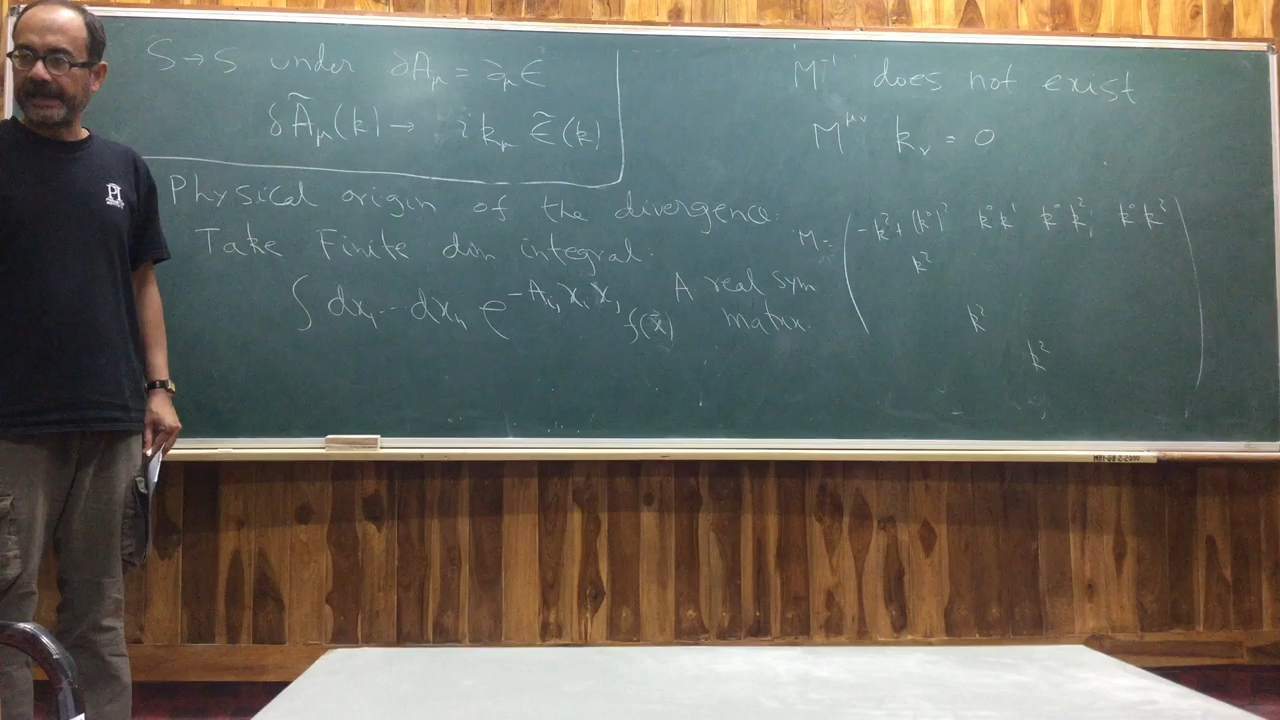 S→S under δA_μ = ∂_μ ε
δÃ_μ(k) → i k_μ ε̃(k)
Physical origin of the divergence.
Take Finite dim integral.
∫ dx_1 ... dx_n e^{-A_ij x_i x_j} f(x⃗) A real sym
matrix.
M^{-1} does not exist
M^{μν} k_ν = 0
M = ( -k^2 + (k^0)^2 k^0 k^1 k^0 k^2 k^0 k^3
k^2
k^2
k^2 )
PI